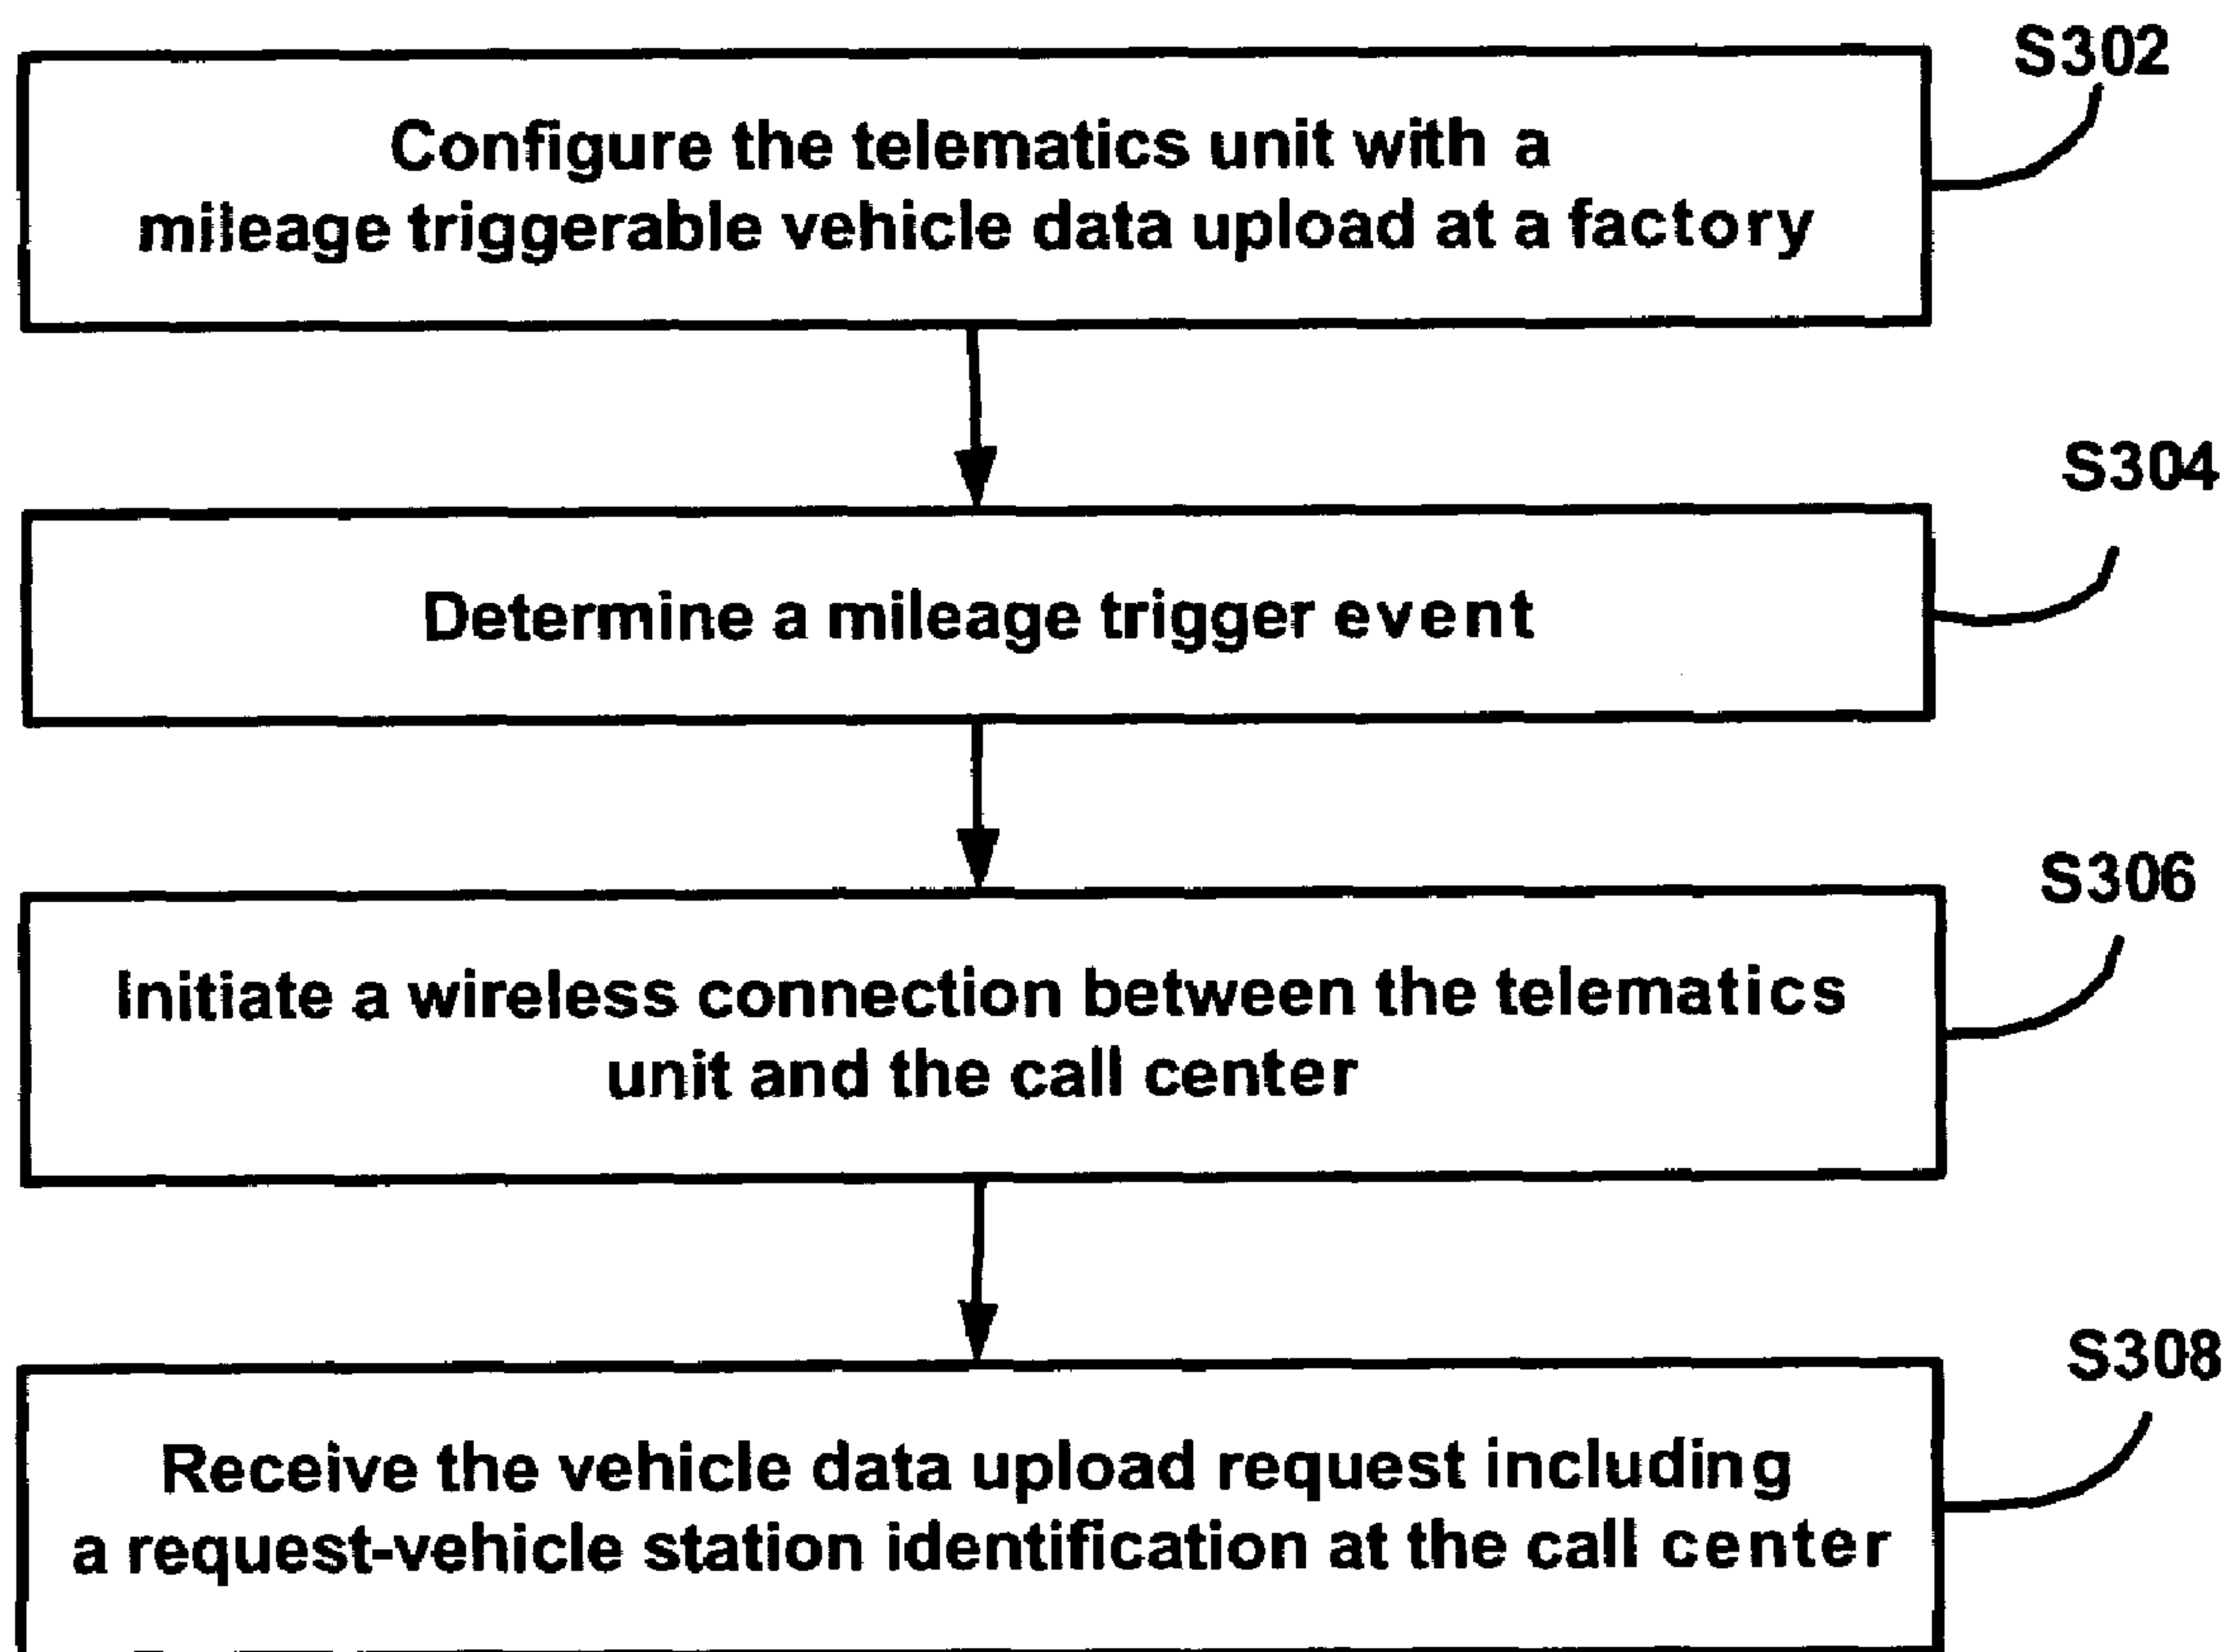 S302
Configure the telematics unit with a
mileage triggerable vehicle data upload at a factory
S304
Determine a mileage trigger event
S306
Initiate a wireless connection between the telematics
unit and the call center
S308
Receive the vehicle data upload request including
a request-vehicle station identification at the call center